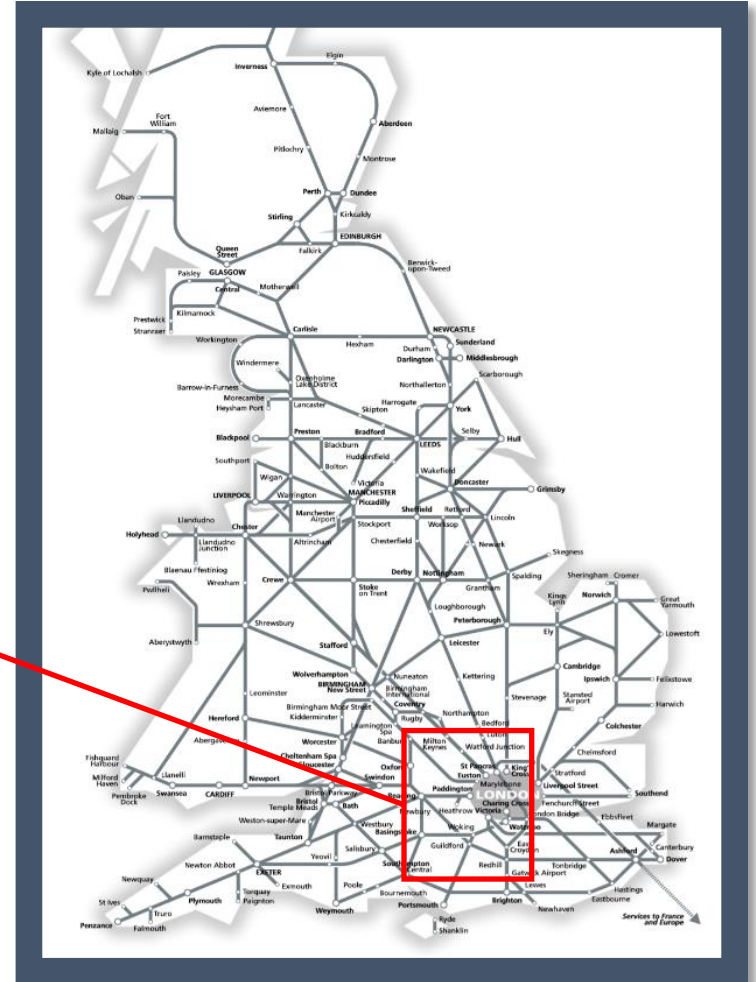 Elgin
Inverness
Kyle of Lochalsh
Aviemore
Fort
William
Aberdeen
Mallaig
Pitlochry
Montrose
Perth
Dundee
Oban
Stirling
Kirkcaldy
EDINBURGH
Queen
Street
Falkirk
Berwick-
upon-Tweed
Paisley
GLASGOW
Central
Motherwell
Kilmarnock
Prestwick
Stranraer
Carlisle
NEWCASTLE
Workington
Hexham
Sunderland
Durham
Darlington
Middlesbrough
Windermere
Scarborough
Oxenholme
Lake District
Northallerton
Barrow-in-Furness
Morecambe
Heysham Port
Lancaster
Harrogate
York
Skipton
Blackpool
Preston
Bradford
Selby
Blackburn
LEEDS
Hull
Huddersfield
Southport
Bolton
Wakefield
Wigan
Victoria
Doncaster
MANCHESTER
Piccadilly
Grimsby
LIVERPOOL
Warrington
Manchester
Airport
Sheffield
Retford
Lincoln
Llandudno
Stockport
Worksop
Holyhead
Chester
Llandudno
Junction
Altrincham
Chesterfield
Newark
Skegness
Blaenau Ffestiniog
Derby
Nottingham
Spalding
Sheringham
Cromer
Wrexham
Crewe
Stoke
on Trent
Grantham
Pwllheli
Kings
Lynn
Norwich
Great
Yarmouth
Loughborough
Shrewsbury
Peterborough
Ely
Lowestoft
Aberystwyth
Stafford
Leicester
Cambridge
Wolverhampton
Nuneaton
Kettering
Ipswich
Felixstowe
BIRMINGHAM
New Street
Birmingham
International
Stansted
Airport
Leominster
Coventry
Stevenage
Harwich
Birmingham Moor Street
Northampton
Kidderminster
Rugby
Bedford
Colchester
Hereford
Leamington
Spa
Luton
Worcester
Banbury
Milton
Keynes
Watford Junction
Chelmsford
Abergavenny
Cheltenham Spa
Gloucester
Oxford
St Pancras
King's
Cross
Stratford
Fishguard
Harbour
Euston
Liverpool Street
Llanelli
Newport
Swindon
Marylebone
Milford
Haven
Paddington
LONDON
Southend
Pembroke
Dock
Swansea
CARDIFF
Bristol Parkway
Reading
Charing Cross
Fenchurch Street
Bristol
Temple Meads
Bath
Newbury
Heathrow
Victoria
London Bridge
Ebbsfleet
Weston-super-Mare
Westbury
Woking
Waterloo
Margate
Barnstaple
Taunton
Basingstoke
Guildford
East
Croydon
Canterbury
Salisbury
Ashford
Dover
Newton Abbot
Yeovil
Southampton
Central
Redhill
Tonbridge
Newquay
EXETER
Gatwick Airport
Exmouth
Poole
Lewes
Hastings
St Ives
Plymouth
Torquay
Paignton
Bournemouth
Eastbourne
Truro
Weymouth
Portsmouth
Brighton
Newhaven
Penzance
Falmouth
Ryde
Shanklin
Services to France
and Europe